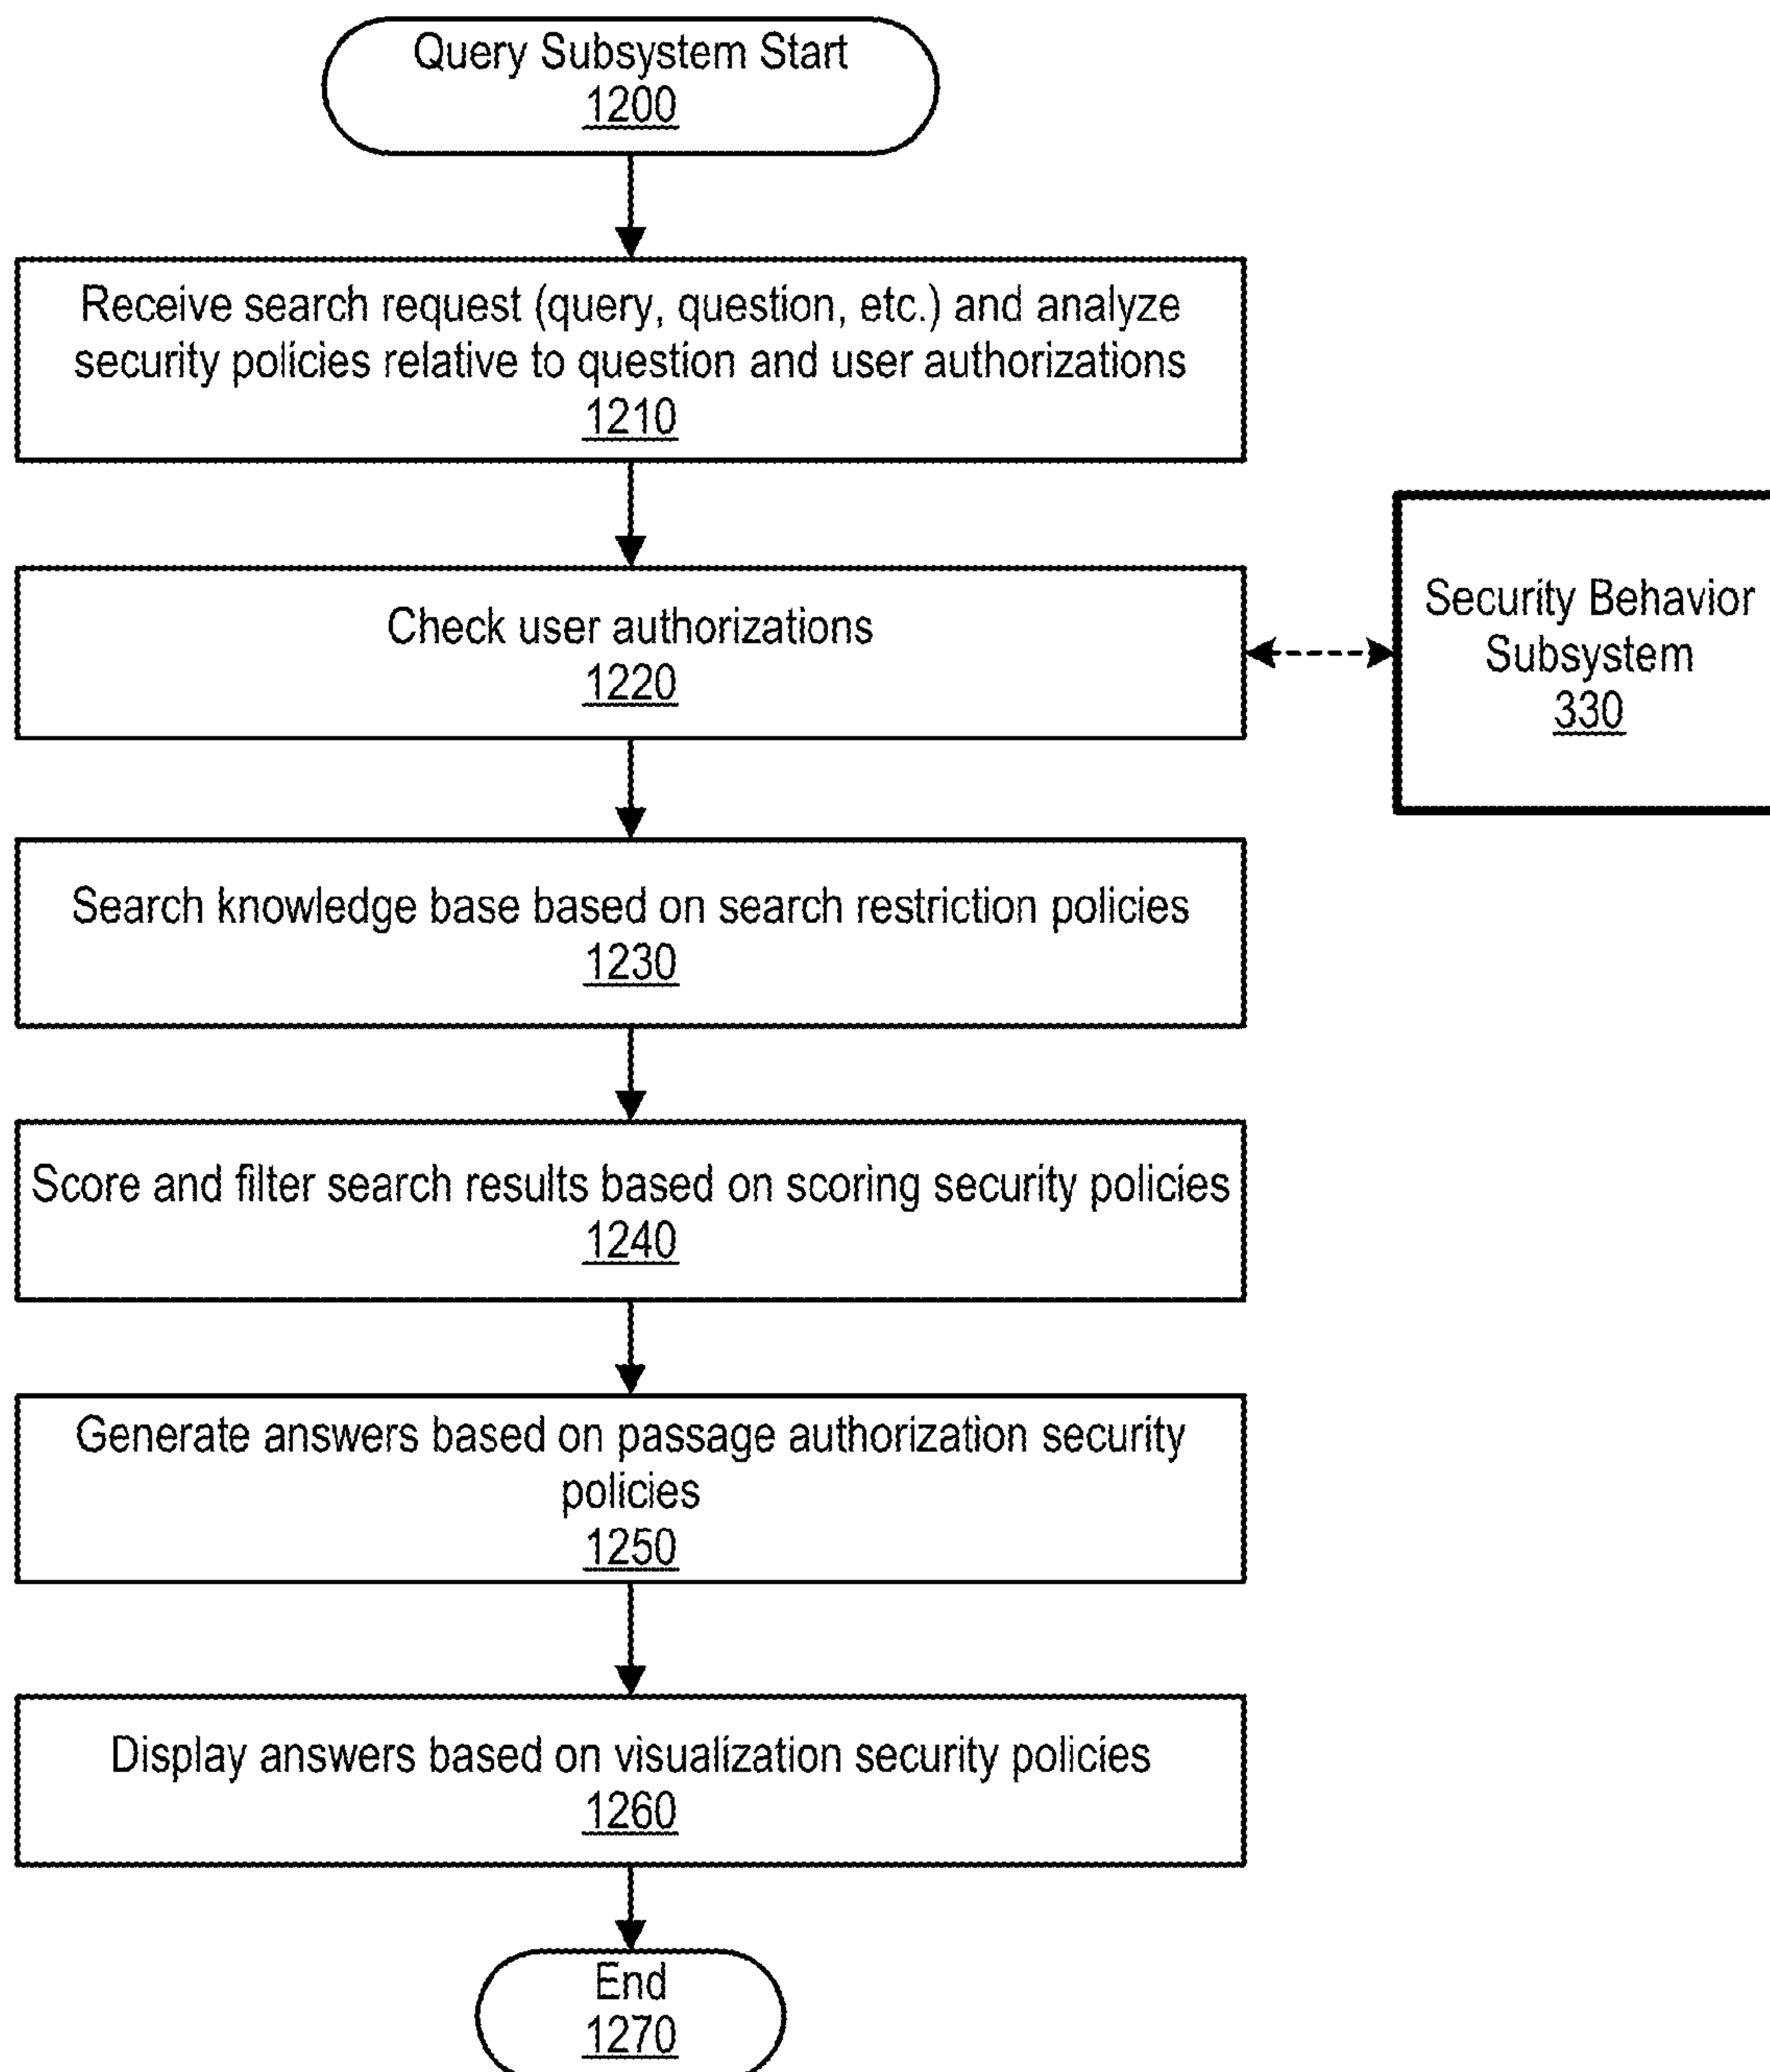 Query Subsystem Start
1200
Receive search request (query, question, etc.) and analyze
security policies relative to question and user authorizations
1210
Check user authorizations
1220
Security Behavior
Subsystem
330
Search knowledge base based on search restriction policies
1230
Score and filter search results based on scoring security policies
1240
Generate answers based on passage authorization security
policies
1250
Display answers based on visualization security policies
1260
End
1270